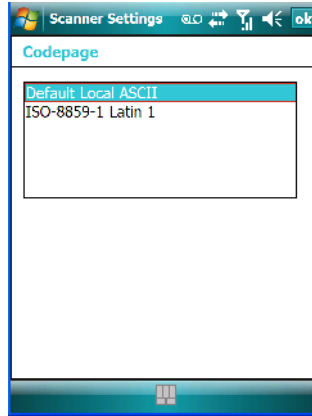 Scanner Settings ok
Codepage
Default Local ASCII
ISO-8859-1 Latin 1